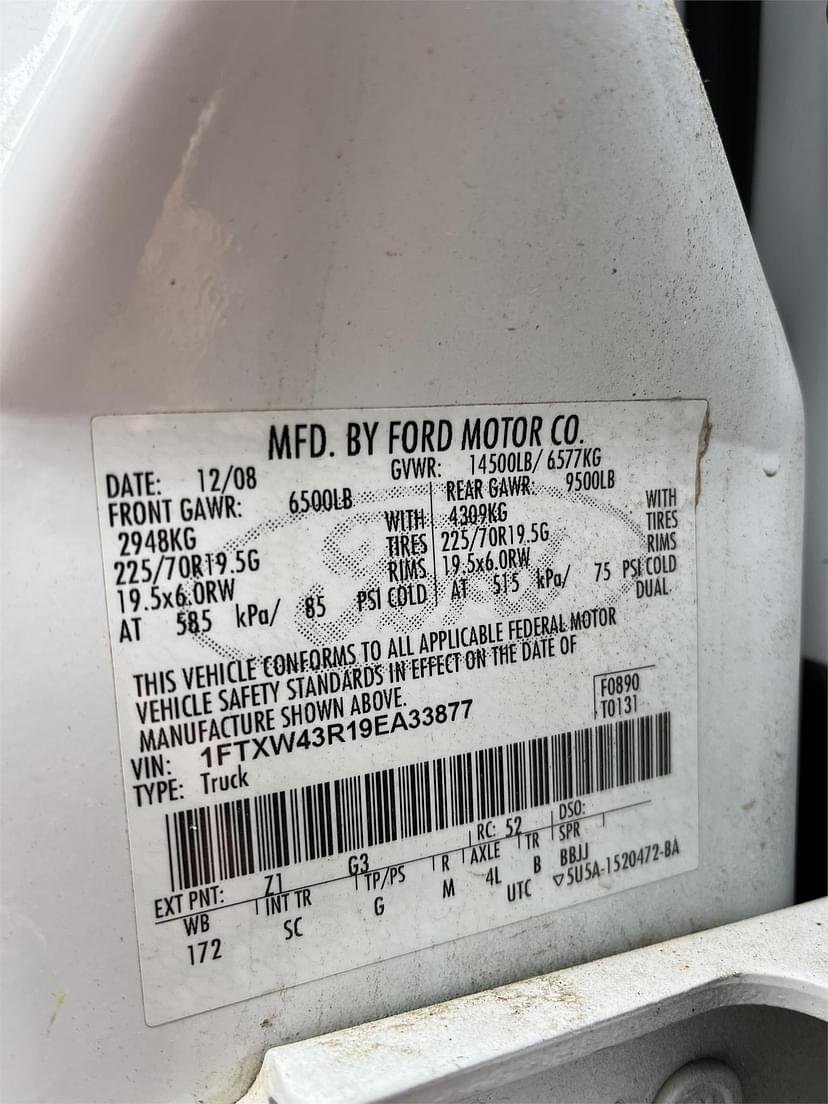 MFD. BY FORD MOTOR CO.
DATE: 12/08 GVWR: 14500LB/ 6577KG
FRONT GAWR: 6500LB REAR GAWR: 9500LB
2948KG WITH 4309KG WITH
225/70R19.5G TIRES 225/70R19.5G TIRES
19.5x6.0RW RIMS 19.5x6.0RW RIMS
AT 585 kPa/ 85 PSI COLD AT 515 kPa/ 75 PSI COLD
DUAL
THIS VEHICLE CONFORMS TO ALL APPLICABLE FEDERAL MOTOR
VEHICLE SAFETY STANDARDS IN EFFECT ON THE DATE OF
MANUFACTURE SHOWN ABOVE.
VIN: 1FTXW43R19EA33877
F0890
T0131
TYPE: Truck
EXT PNT: Z1 G3 RC: 52 DSO:
WB INT TR TP/PS R AXLE TR SPR
172 SC G M 4L B BBJJ
UTC ▽5U5A-1520472-BA